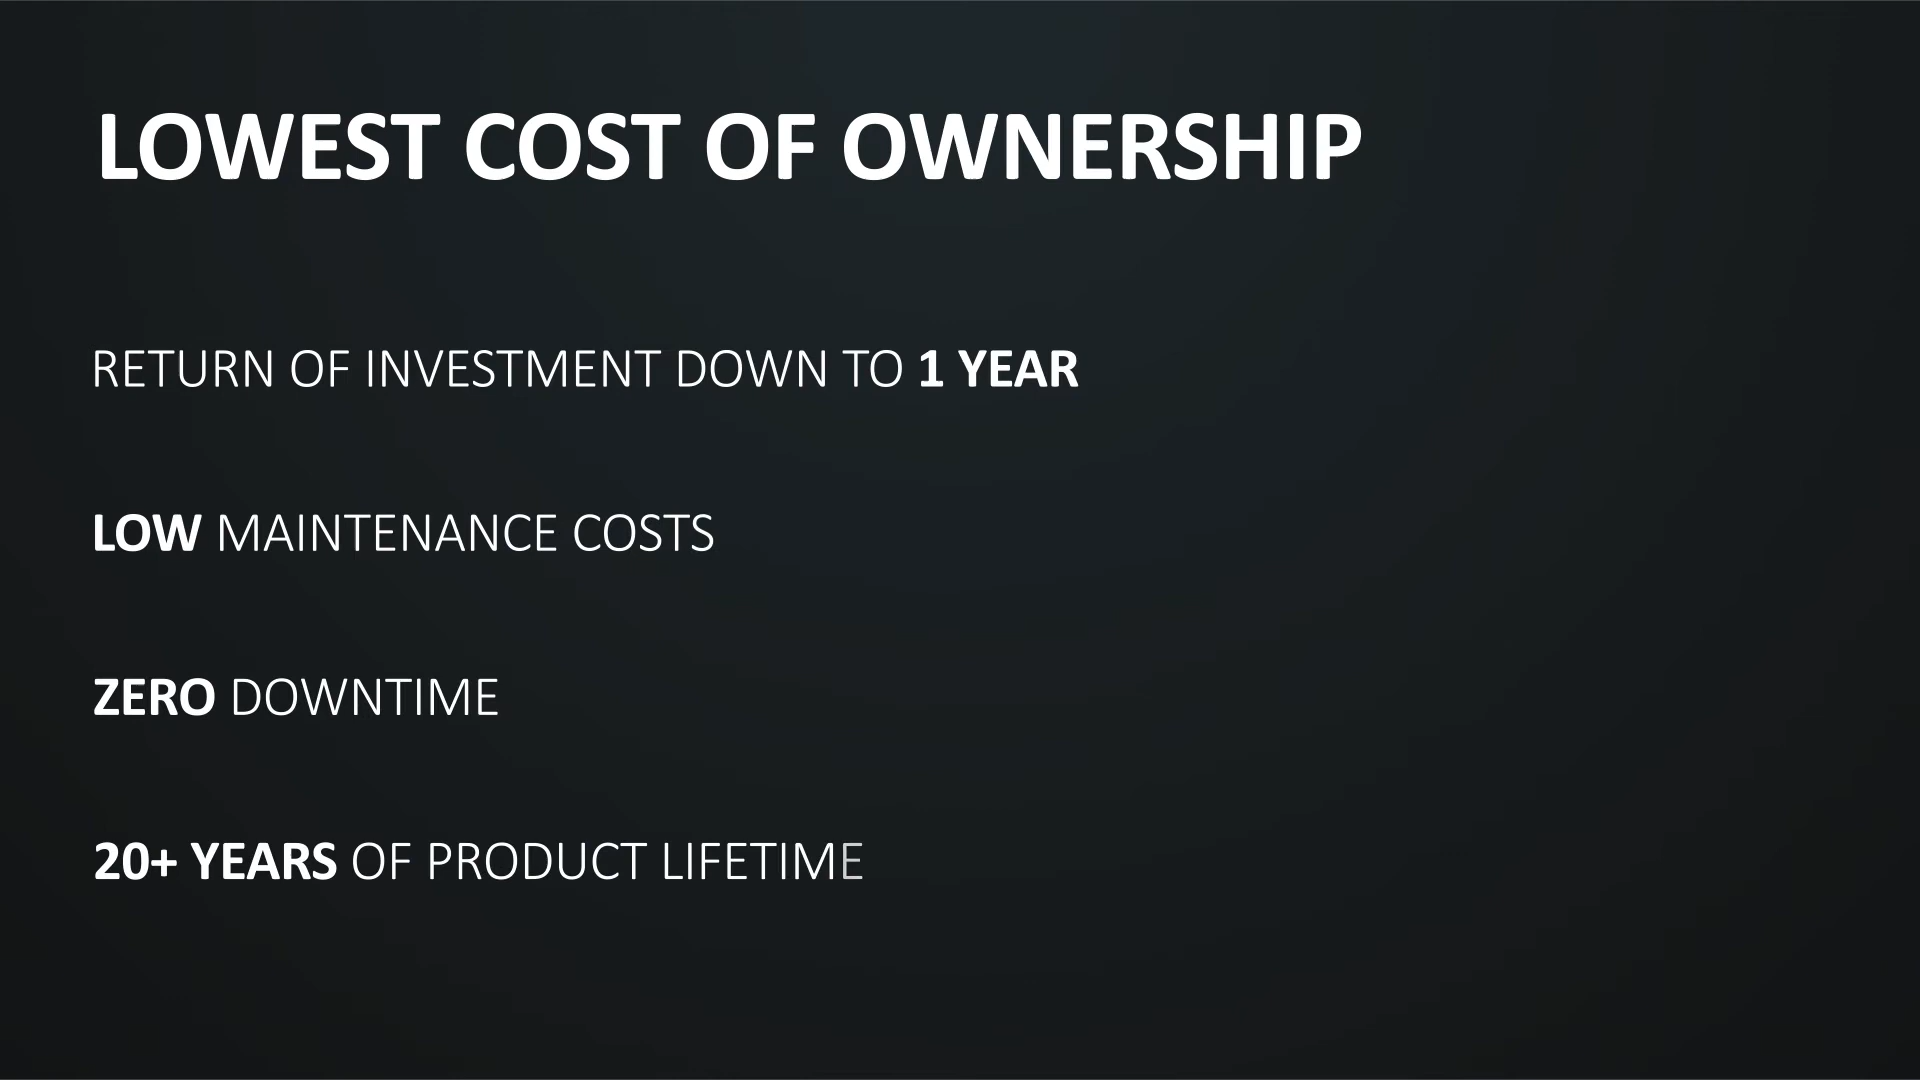 LOWEST COST OF OWNERSHIP
RETURN OF INVESTMENT DOWN TO 1 YEAR
LOW MAINTENANCE COSTS
ZERO DOWNTIME
20+ YEARS OF PRODUCT LIFETIME